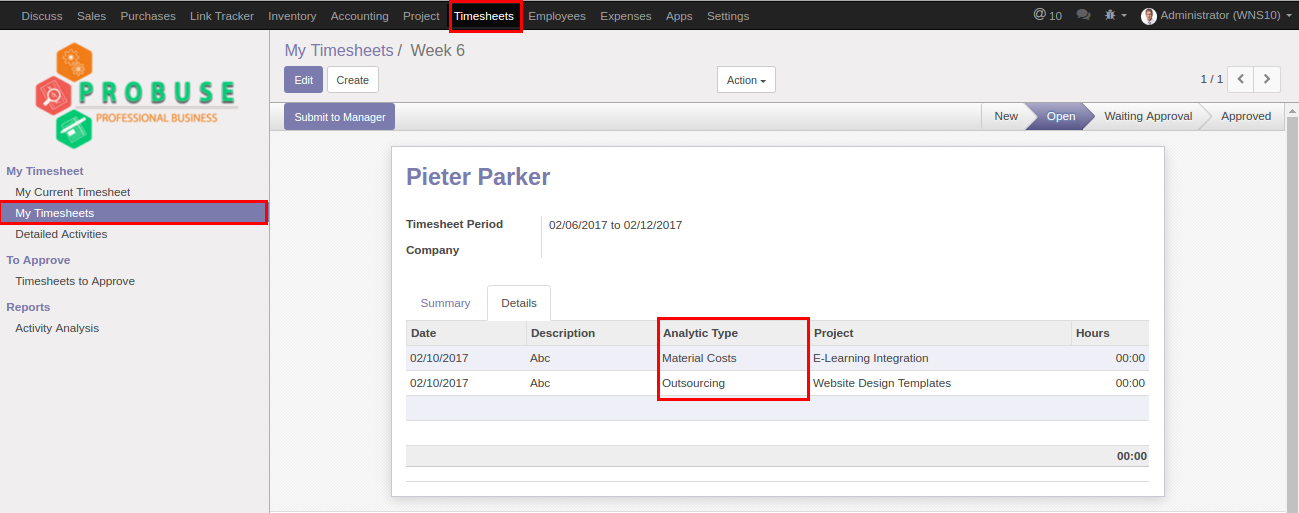 Discuss Sales Purchases Link Tracker Inventory Accounting Project Timesheets Employees Expenses Apps Settings @ 10 Administrator (WNS10)
PROBUSE
PROFESSIONAL BUSINESS
My Timesheet
My Current Timesheet
My Timesheets
Detailed Activities
To Approve
Timesheets to Approve
Reports
Activity Analysis
My Timesheets / Week 6
Edit Create Action 1 / 1
Submit to Manager New Open Waiting Approval Approved
Pieter Parker
Timesheet Period 02/06/2017 to 02/12/2017
Company
Summary Details
Date Description Analytic Type Project Hours
02/10/2017 Abc Material Costs E-Learning Integration 00:00
02/10/2017 Abc Outsourcing Website Design Templates 00:00
00:00